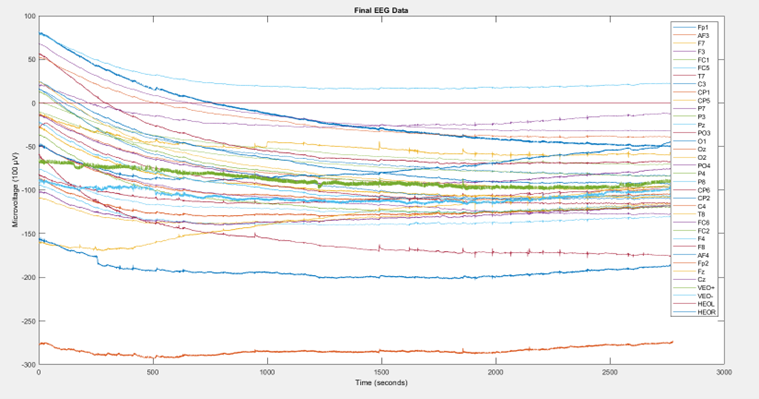 Final EEG Data
Microvoltage (100 µV)
100
50
0
-50
-100
-150
-200
-250
-300
0
500
1000
1500
2000
2500
3000
Time (seconds)
Fp1
AF3
F7
F3
FC1
FC5
T7
C3
CP1
CP5
P7
P3
Pz
PO3
O1
Oz
O2
PO4
P4
P8
CP6
CP2
C4
T8
FC6
FC2
F4
F8
AF4
Fp2
Fz
Cz
VEO+
VEO-
HEOL
HEOR